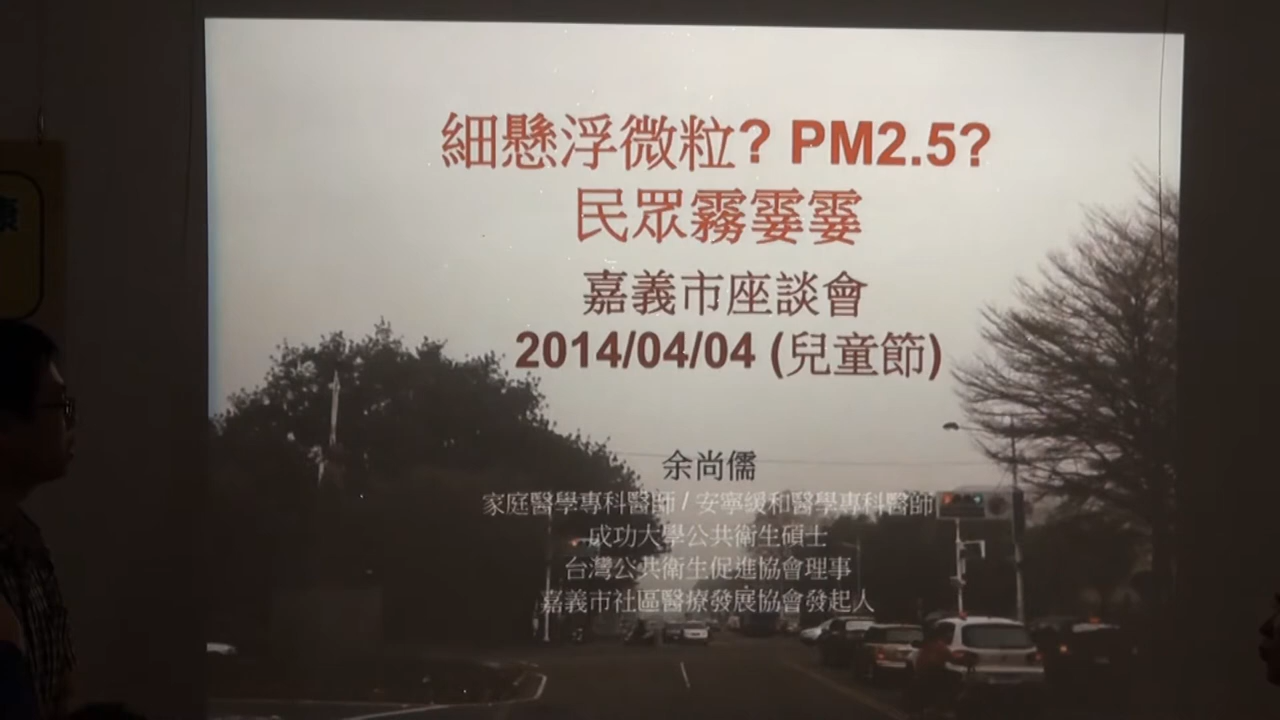 細懸浮微粒? PM2.5?
民眾霧霎霎
嘉義市座談會
2014/04/04 (兒童節)
余尚儒
家庭醫學專科醫師 / 安寧緩和醫學專科醫師
成功大學公共衛生碩士
台灣公共衛生促進協會理事
嘉義市社區醫療發展協會發起人